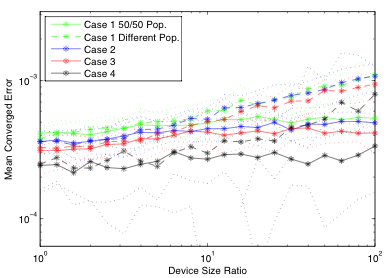 Case 1 50/50 Pop.
Case 1 Different Pop.
Case 2
Case 3
Case 4
10⁻³
10⁻⁴
Mean Converged Error
10⁰ 10¹ 10²
Device Size Ratio